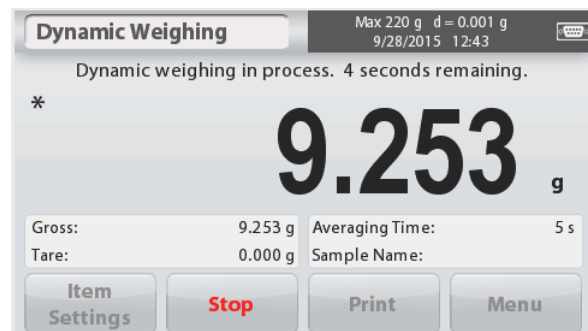 Dynamic Weighing
Max 220 g d = 0.001 g
9/28/2015 12:43
Dynamic weighing in process. 4 seconds remaining.
*
9.253 g
Gross: 9.253 g
Tare: 0.000 g
Averaging Time: 5 s
Sample Name:
Item Settings
Stop
Print
Menu